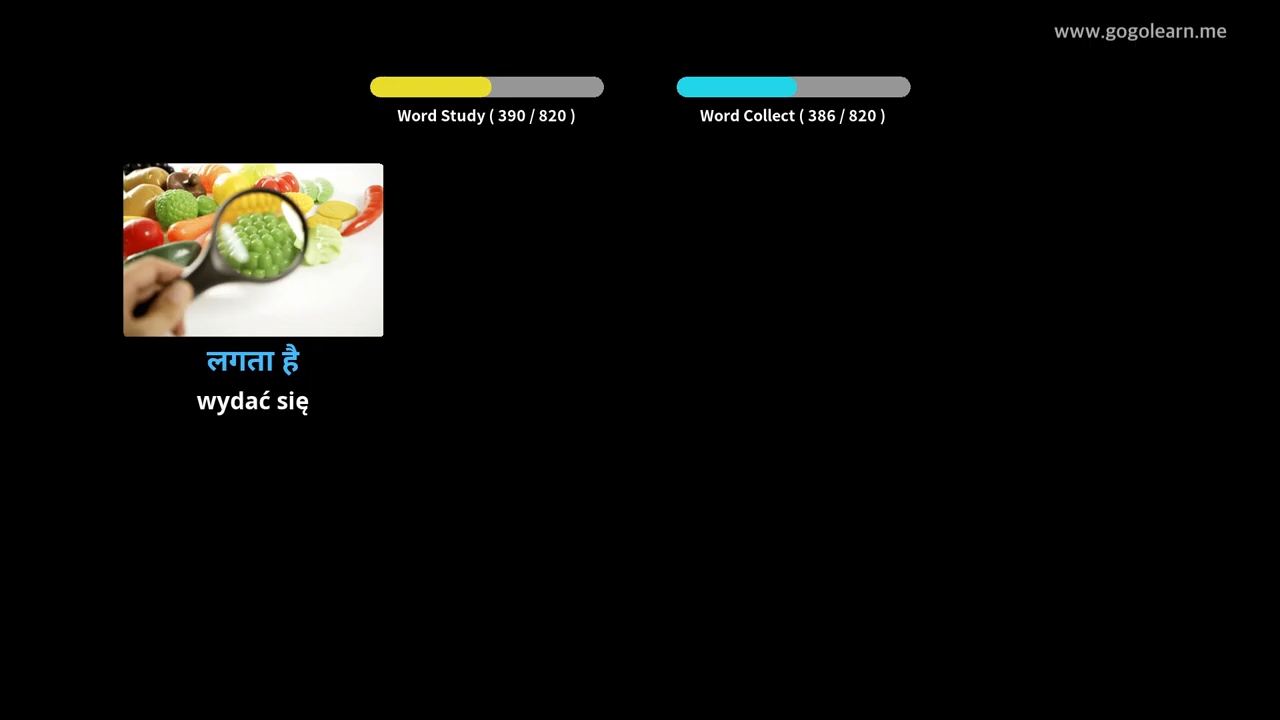 www.gogolearn.me
Word Study ( 390 / 820 )
Word Collect ( 386 / 820 )
लगता है
wydać się